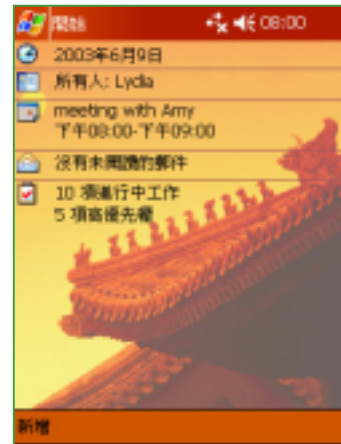 開始 08:00
2003年6月9日
所有人: Lydia
meeting with Amy
下午08:00-下午09:00
沒有未閱讀的郵件
10 項進行中工作
5 項高優先權
新增